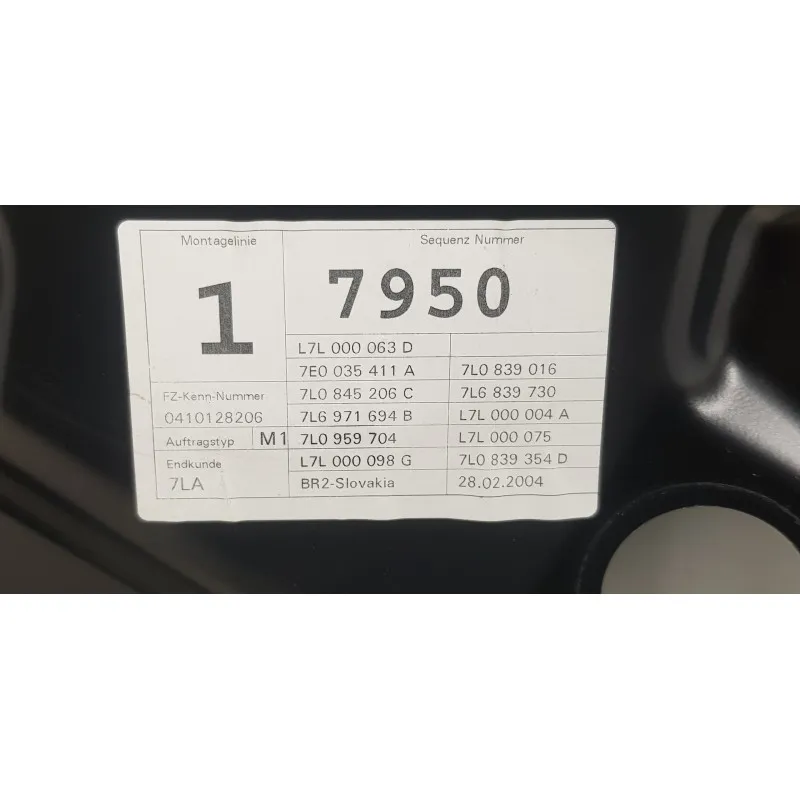 Montagelinie Sequenz Nummer
1 7950
L7L 000 063 D
7E0 035 411 A 7L0 839 016
FZ-Kenn-Nummer 7L0 845 206 C 7L6 839 730
0410128206 7L6 971 694 B L7L 000 004 A
Auftragstyp M1 7L0 959 704 L7L 000 075
Endkunde L7L 000 098 G 7L0 839 354 D
7LA BR2-Slovakia 28.02.2004